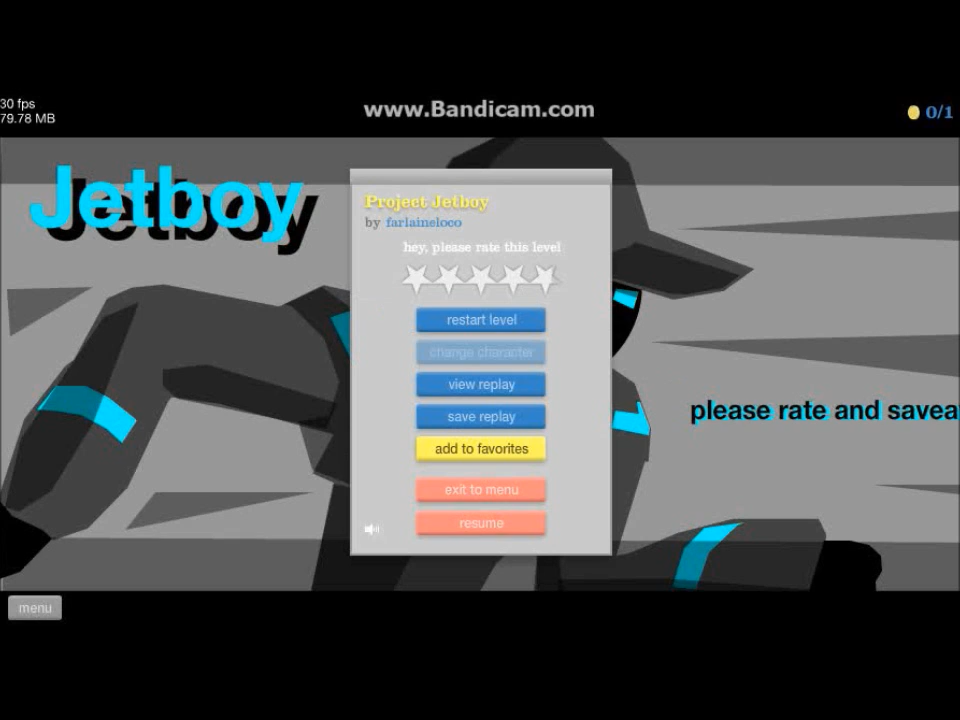 30 fps
79.78 MB
www.Bandicam.com
0/1
Jetboy
Project Jetboy
by farlaineloco
hey, please rate this level
restart level
change character
view replay
save replay
add to favorites
exit to menu
resume
please rate and savea
menu